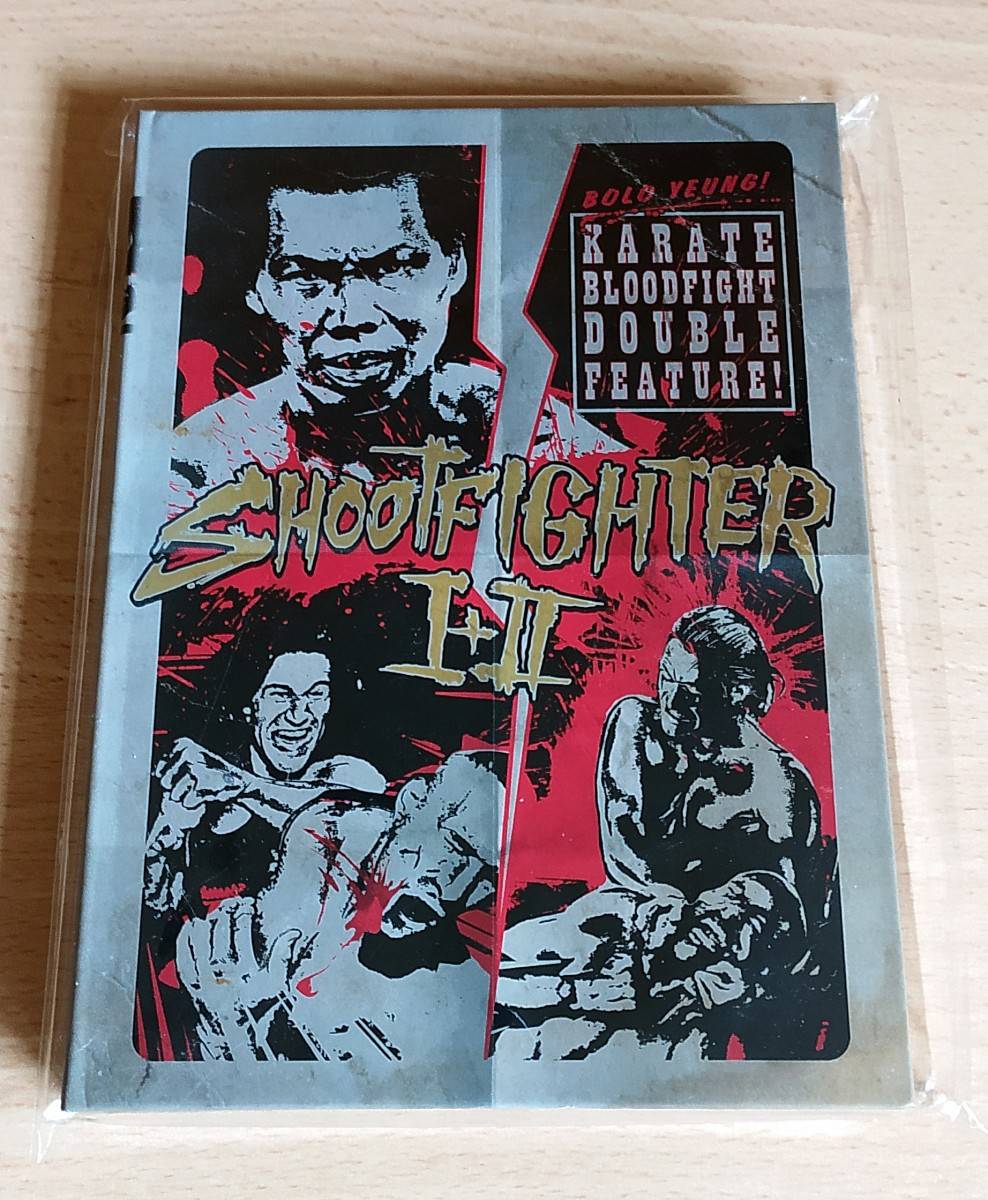 BOLO YEUNG!
KARATE
BLOODFIGHT
DOUBLE
FEATURE!
SHOOTFIGHTER
I+II